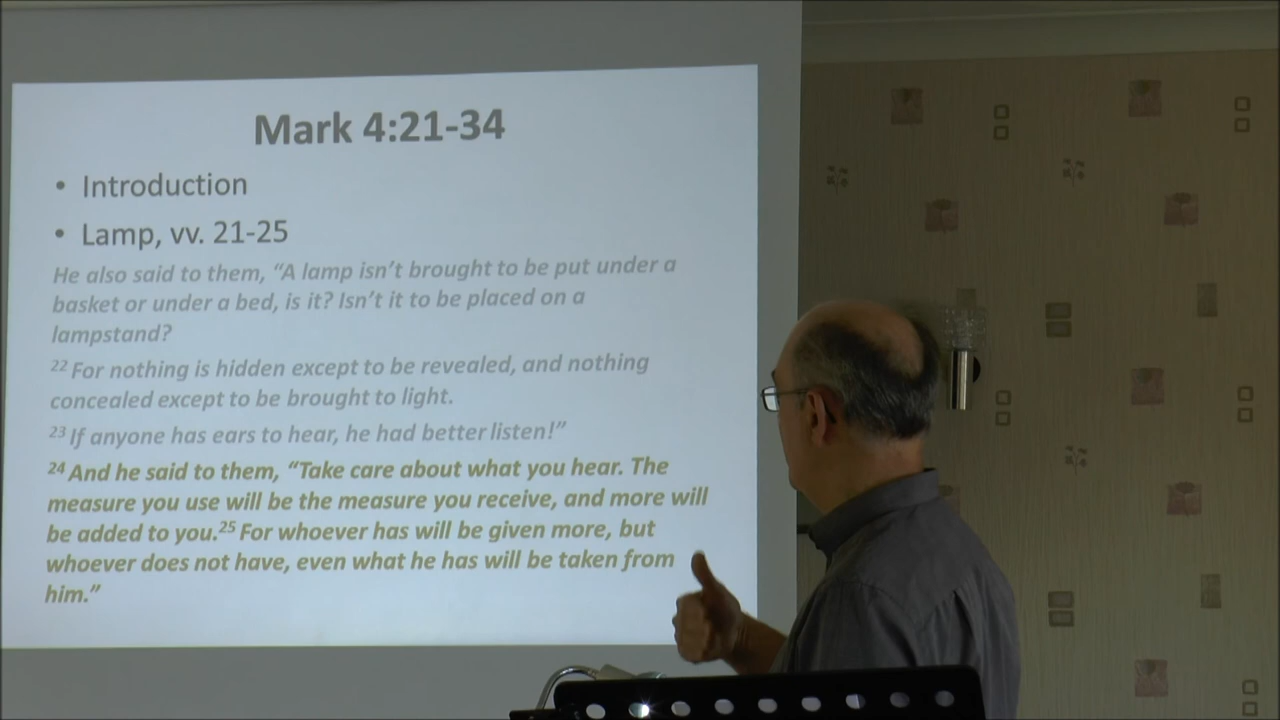 Mark 4:21-34
• Introduction
• Lamp, vv. 21-25
He also said to them, “A lamp isn’t brought to be put under a
basket or under a bed, is it? Isn’t it to be placed on a
lampstand?
22 For nothing is hidden except to be revealed, and nothing
concealed except to be brought to light.
23 If anyone has ears to hear, he had better listen!”
24 And he said to them, “Take care about what you hear. The
measure you use will be the measure you receive, and more will
be added to you.25 For whoever has will be given more, but
whoever does not have, even what he has will be taken from
him.”